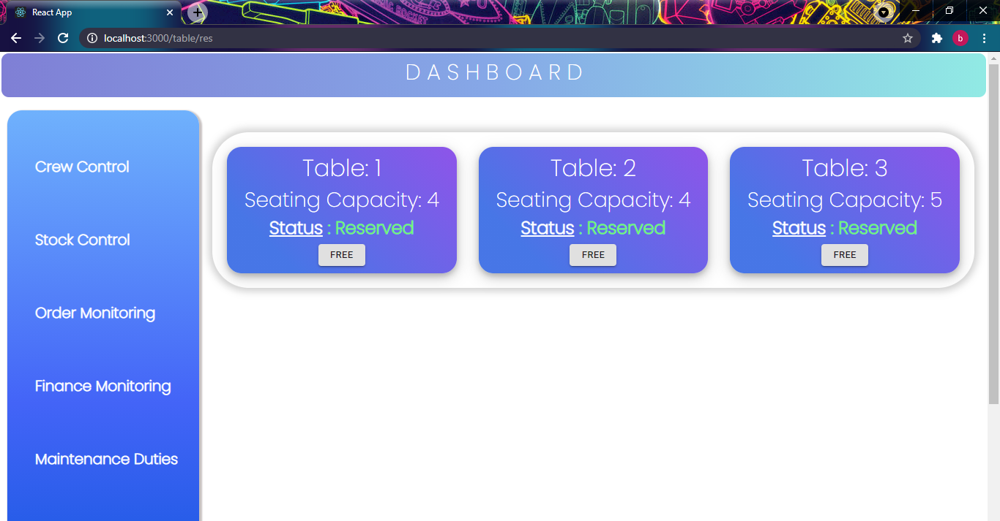 React App
localhost:3000/table/res
b
DASHBOARD
Crew Control
Stock Control
Order Monitoring
Finance Monitoring
Maintenance Duties
Table: 1
Seating Capacity: 4
Status : Reserved
FREE
Table: 2
Seating Capacity: 4
Status : Reserved
FREE
Table: 3
Seating Capacity: 5
Status : Reserved
FREE